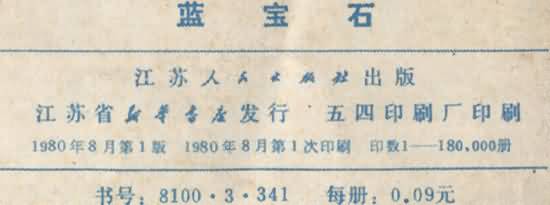 蓝宝石
江苏人民出版社出版
江苏省新华书店发行 五四印刷厂印刷
1980年8月第1版 1980年8月第1次印刷 印数1——180,000册
书号：8100·3·341 每册：0.09元